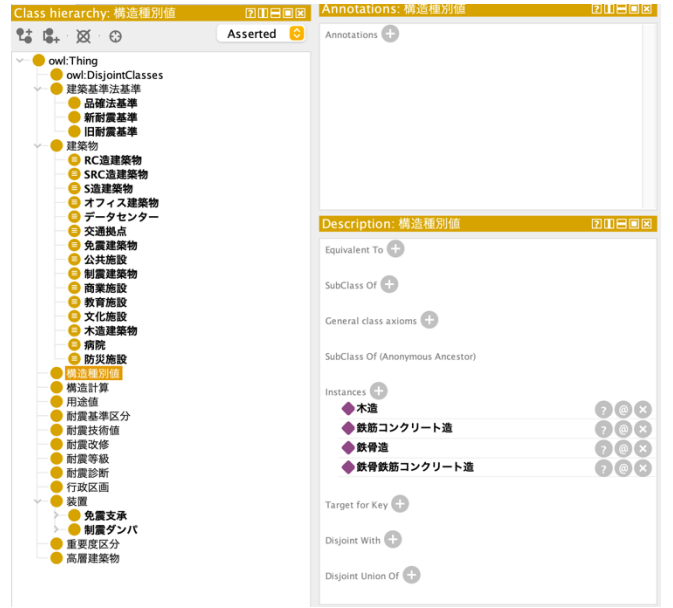 Class hierarchy: 構造種別値
Asserted
owl:Thing
owl:DisjointClasses
建築基準法基準
品確法基準
新耐震基準
旧耐震基準
建築物
RC造建築物
SRC造建築物
S造建築物
オフィス建築物
データセンター
交通拠点
免震建築物
公共施設
制震建築物
商業施設
教育施設
文化施設
木造建築物
病院
防災施設
構造種別値
構造計算
用途値
耐震基準区分
耐震技術値
耐震改修
耐震等級
耐震診断
行政区画
装置
免震支承
制震ダンパ
重要度区分
高層建築物
Annotations: 構造種別値
Annotations
Description: 構造種別値
Equivalent To
SubClass Of
General class axioms
SubClass Of (Anonymous Ancestor)
Instances
木造
鉄筋コンクリート造
鉄骨造
鉄骨鉄筋コンクリート造
Target for Key
Disjoint With
Disjoint Union Of